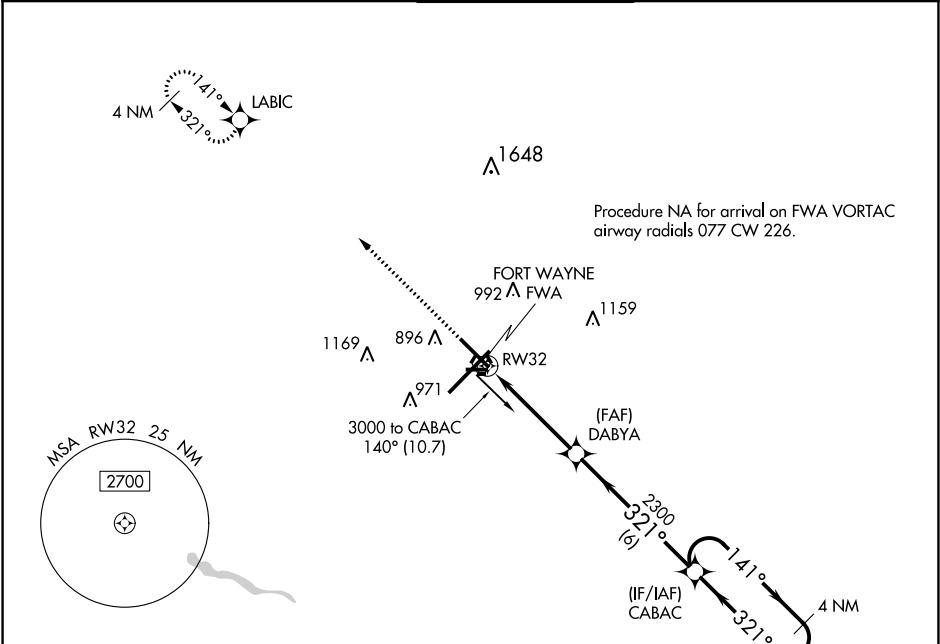 141°
LABIC
4 NM
321°
1648
Procedure NA for arrival on FWA VORTAC
airway radials 077 CW 226.
FORT WAYNE
FWA
992
1159
896
1169
RW32
971
3000 to CABAC
140° (10.7)
(FAF)
DABYA
MSA RW32 25 NM
2700
2300
321°
(6)
141°
(IF/IAF)
CABAC
4 NM
321°